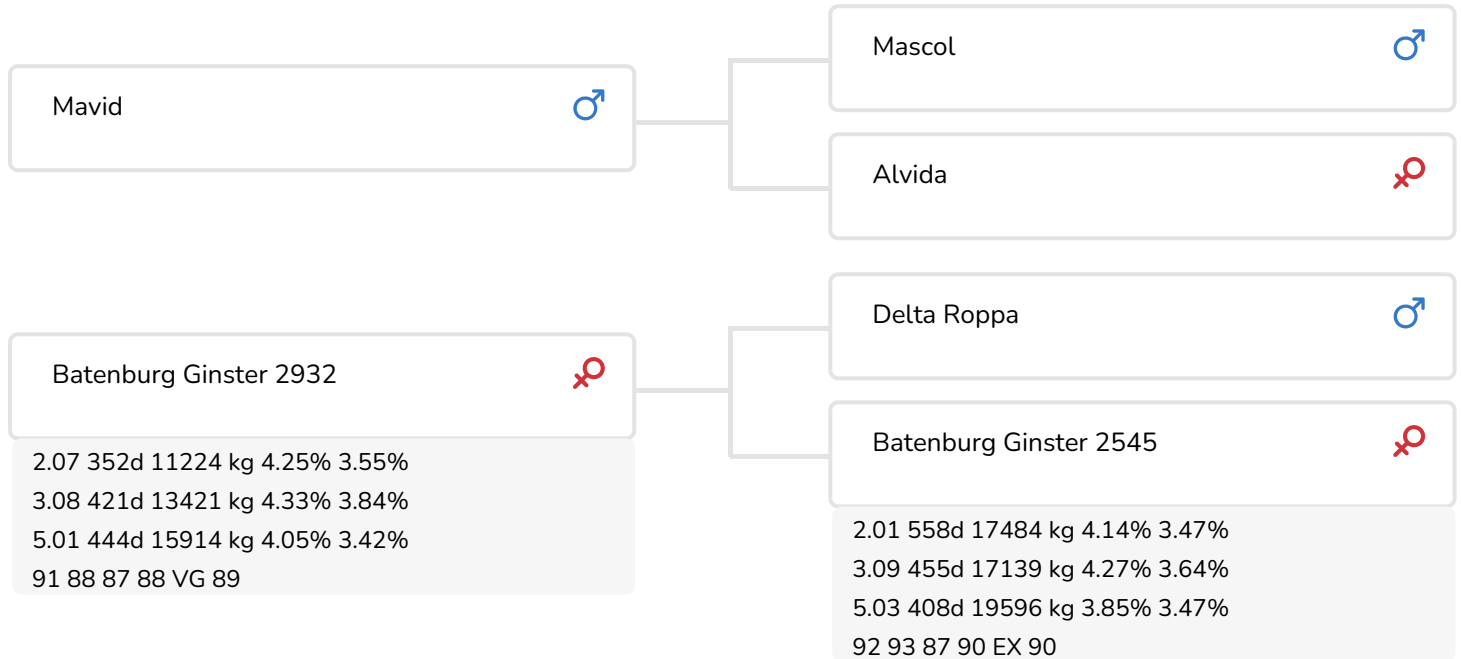 Mascol
Mavid
Alvida
Delta Roppa
Batenburg Ginster 2932
2.07 352d 11224 kg 4.25% 3.55%
3.08 421d 13421 kg 4.33% 3.84%
5.01 444d 15914 kg 4.05% 3.42%
91 88 87 88 VG 89
Batenburg Ginster 2545
2.01 558d 17484 kg 4.14% 3.47%
3.09 455d 17139 kg 4.27% 3.64%
5.03 408d 19596 kg 3.85% 3.47%
92 93 87 90 EX 90